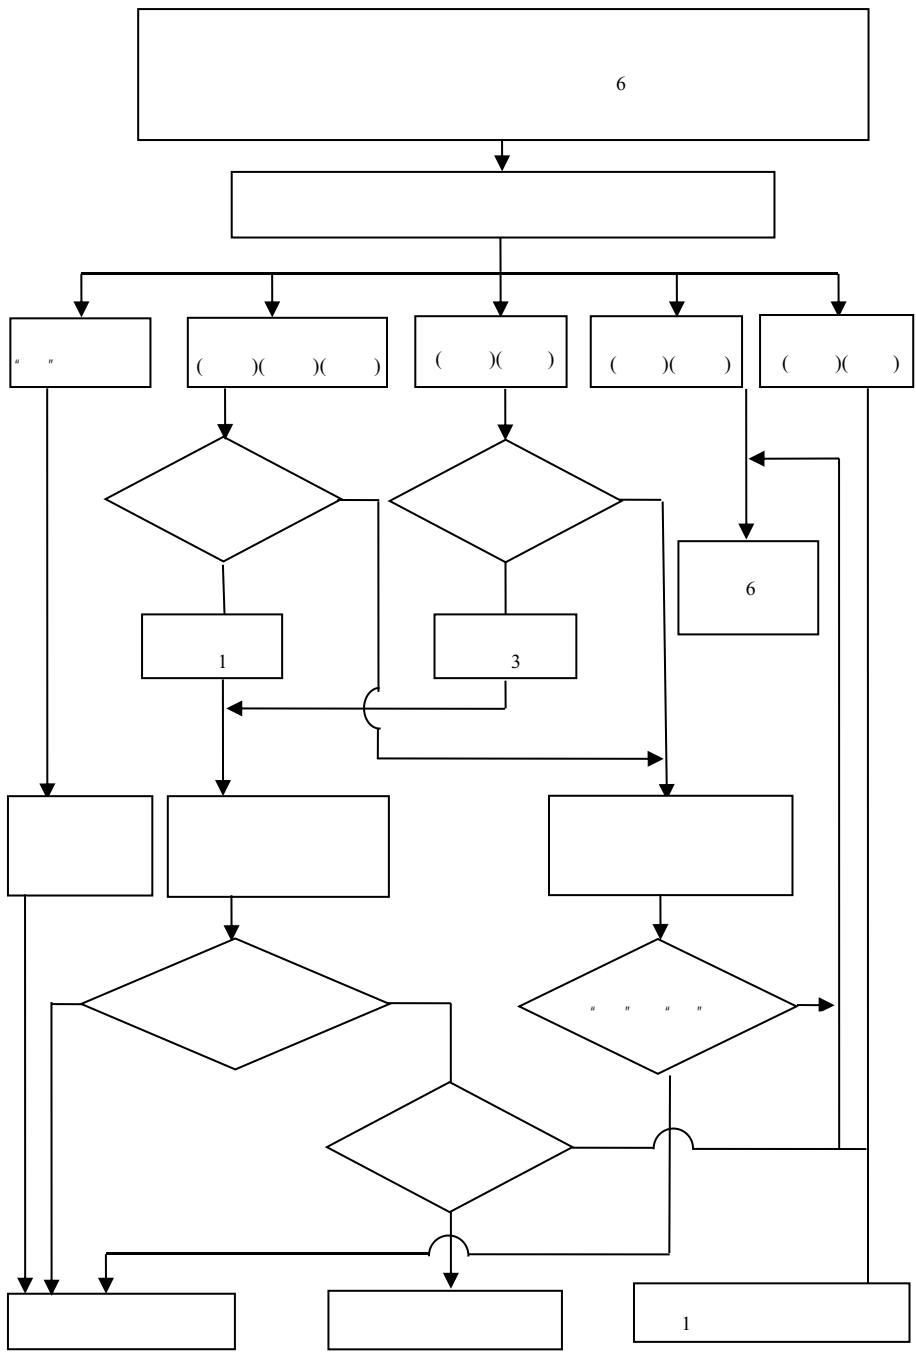 6
“ ”
( )( )( )
( )( )
( )( )
( )( )
6
1
3
“ ” “ ”
1